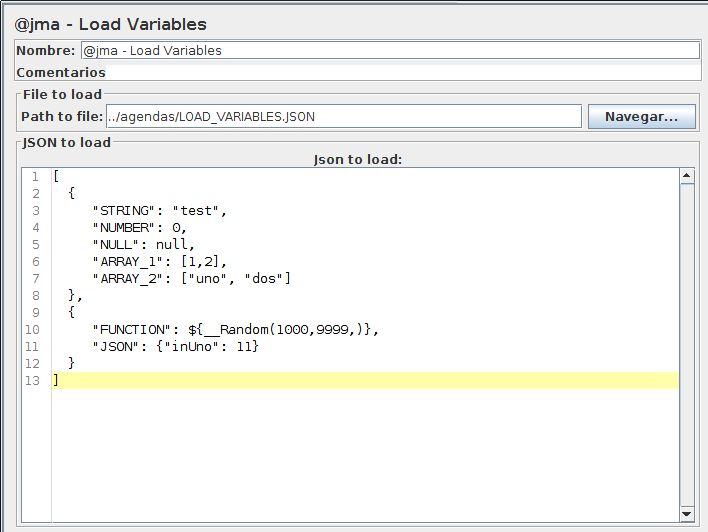 @jma - Load Variables
Nombre: @jma - Load Variables
Comentarios
File to load
Path to file: ../agendas/LOAD_VARIABLES.JSON Navegar...
JSON to load
Json to load:
1 [
2 {
3 "STRING": "test",
4 "NUMBER": 0,
5 "NULL": null,
6 "ARRAY_1": [1,2],
7 "ARRAY_2": ["uno", "dos"]
8 },
9 {
10 "FUNCTION": ${__Random(1000,9999,)},
11 "JSON": {"inUno": 11}
12 }
13 ]